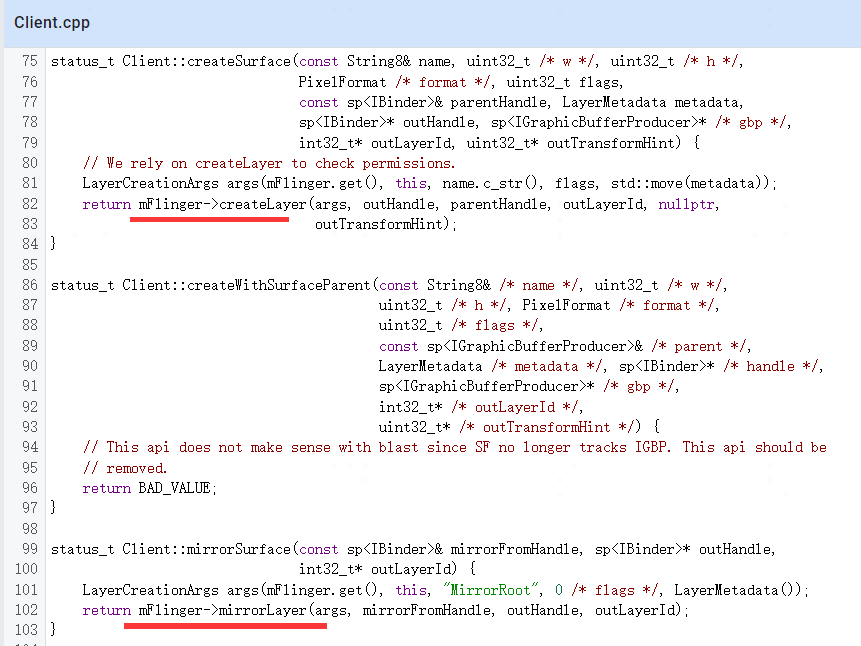 Client.cpp
75 status_t Client::createSurface(const String8& name, uint32_t /* w */, uint32_t /* h */,
76 PixelFormat /* format */, uint32_t flags,
77 const sp<IBinder>& parentHandle, LayerMetadata metadata,
78 sp<IBinder>* outHandle, sp<IGraphicBufferProducer>* /* gbp */,
79 int32_t* outLayerId, uint32_t* outTransformHint) {
80 // We rely on createLayer to check permissions.
81 LayerCreationArgs args(mFlinger.get(), this, name.c_str(), flags, std::move(metadata));
82 return mFlinger->createLayer(args, outHandle, parentHandle, outLayerId, nullptr,
83 outTransformHint);
84 }
85
86 status_t Client::createWithSurfaceParent(const String8& /* name */, uint32_t /* w */,
87 uint32_t /* h */, PixelFormat /* format */,
88 uint32_t /* flags */,
89 const sp<IGraphicBufferProducer>& /* parent */,
90 LayerMetadata /* metadata */, sp<IBinder>* /* handle */,
91 sp<IGraphicBufferProducer>* /* gbp */,
92 int32_t* /* outLayerId */,
93 uint32_t* /* outTransformHint */) {
94 // This api does not make sense with blast since SF no longer tracks IGBP. This api should be
95 // removed.
96 return BAD_VALUE;
97 }
98
99 status_t Client::mirrorSurface(const sp<IBinder>& mirrorFromHandle, sp<IBinder>* outHandle,
100 int32_t* outLayerId) {
101 LayerCreationArgs args(mFlinger.get(), this, "MirrorRoot", 0 /* flags */, LayerMetadata());
102 return mFlinger->mirrorLayer(args, mirrorFromHandle, outHandle, outLayerId);
103 }